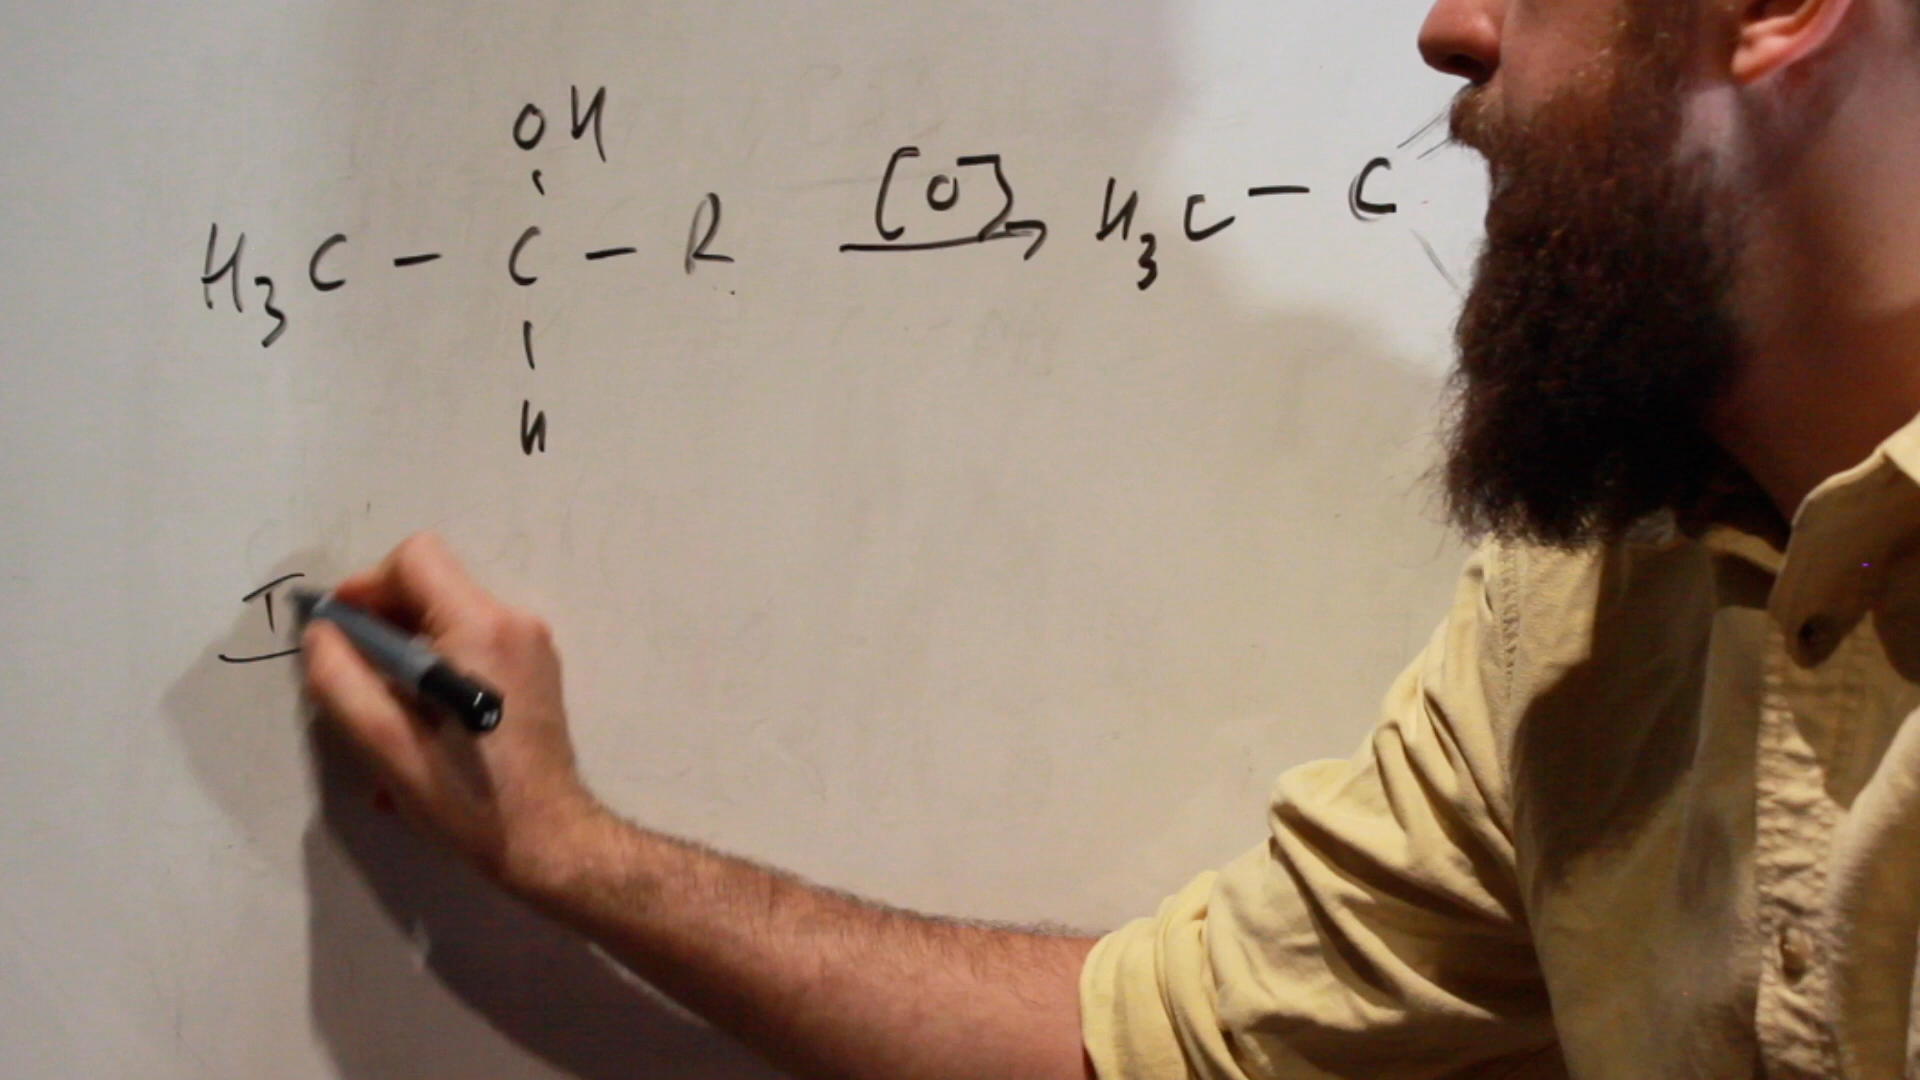 OH
H3C - C - R [O] → H3C - C
H
I